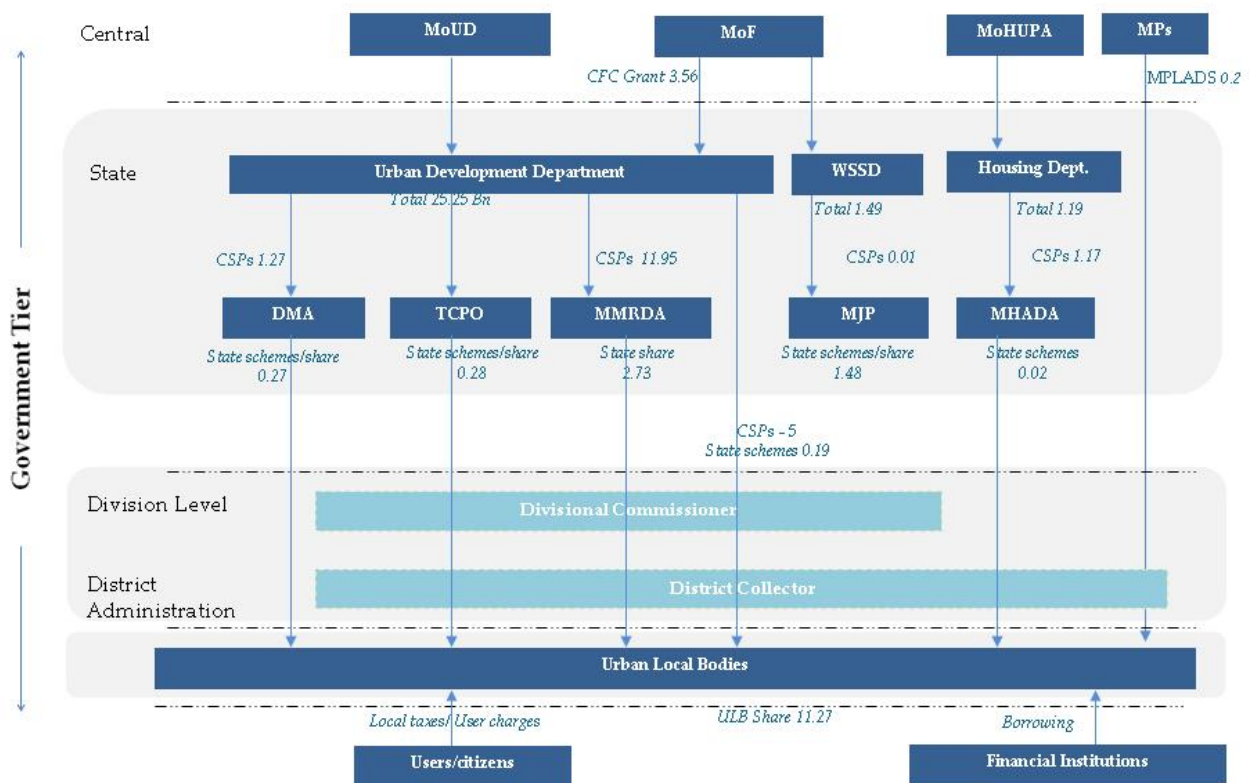 Central
MoUD
MoF
MoHUPA
MPs
CFC Grant 3.56
MPLADS 0.2
State
Urban Development Department
WSSD
Housing Dept.
Total 25.25 Bn
Total 1.49
Total 1.19
CSPs 1.27
CSPs 11.95
CSPs 0.01
CSPs 1.17
DMA
TCPO
MMRDA
MJP
MHADA
State schemes/share
0.27
State schemes/share
0.28
State share
2.73
State schemes/share
1.48
State schemes
0.02
Government Tier
CSPs – 5
State schemes 0.19
Division Level
Divisional Commissioner
District
Administration
District Collector
Urban Local Bodies
Local taxes/ User charges
ULB Share 11.27
Borrowing
Users/citizens
Financial Institutions